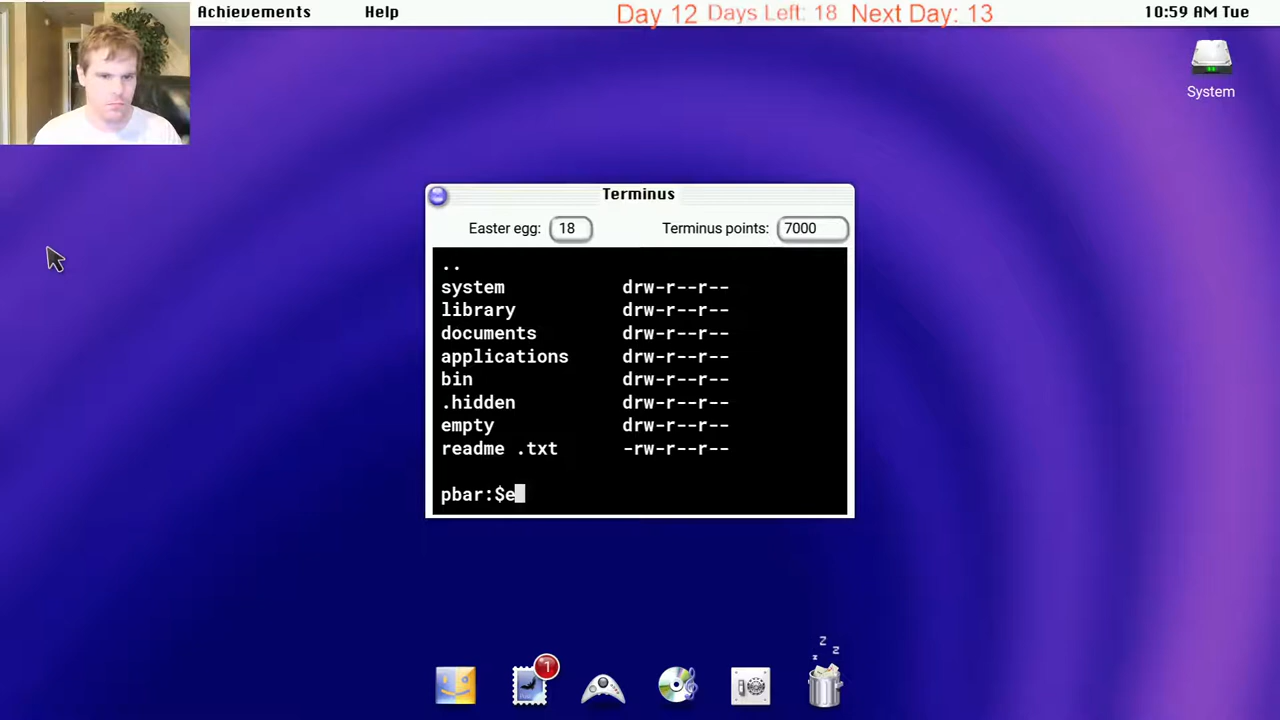 Achievements Help Day 12 Days Left: 18 Next Day: 13 10:59 AM Tue
System
Terminus
Easter egg: 18 Terminus points: 7000
..
system drw-r--r--
library drw-r--r--
documents drw-r--r--
applications drw-r--r--
bin drw-r--r--
.hidden drw-r--r--
empty drw-r--r--
readme .txt -rw-r--r--
pbar:$e
1
z
z
z